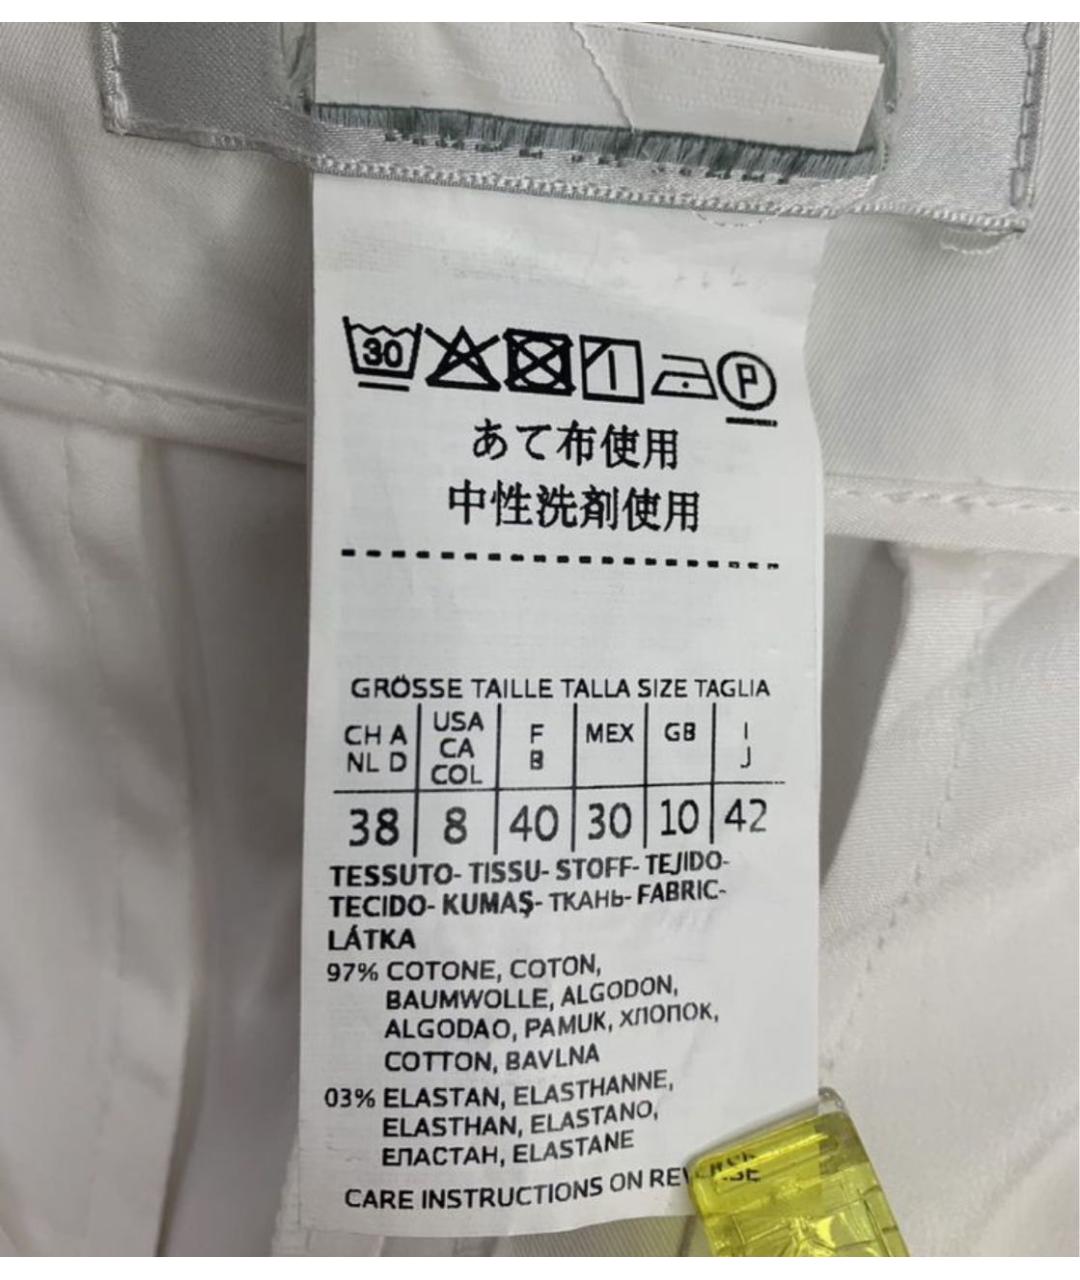 30 P
あて布使用
中性洗剤使用
GRÖSSE TAILLE TALLA SIZE TAGLIA
CH A NL D USA CA COL F B MEX GB I J
38 8 40 30 10 42
TESSUTO- TISSU- STOFF- TEJIDO-
TECIDO- KUMAŞ- ТКАНЬ- FABRIC-
LÁTKA
97% COTONE, COTON,
BAUMWOLLE, ALGODON,
ALGODAO, PAMUK, ХЛОПОК,
COTTON, BAVLNA
03% ELASTAN, ELASTHANNE,
ELASTHAN, ELASTANO,
ЕПАСТАН, ELASTANE
CARE INSTRUCTIONS ON REVERSE